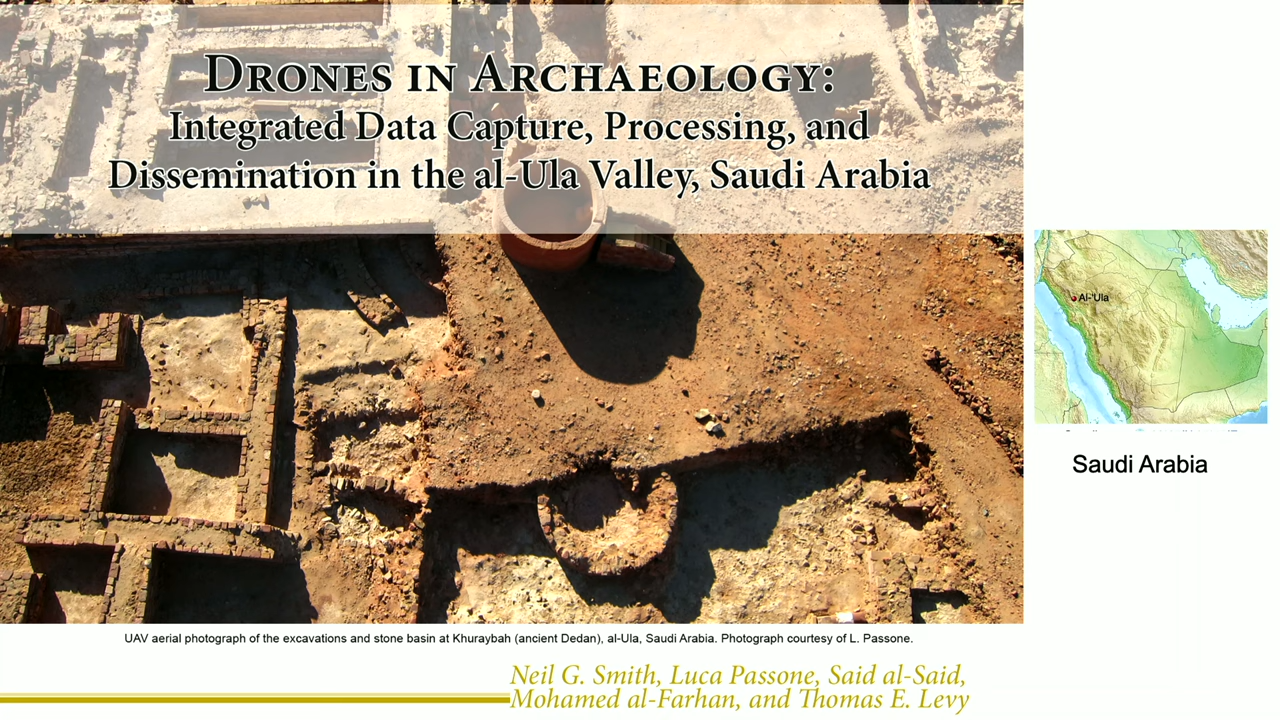 DRONES IN ARCHAEOLOGY:
Integrated Data Capture, Processing, and
Dissemination in the al-Ula Valley, Saudi Arabia
Al-'Ula
Saudi Arabia
UAV aerial photograph of the excavations and stone basin at Khuraybah (ancient Dedan), al-Ula, Saudi Arabia. Photograph courtesy of L. Passone.
Neil G. Smith, Luca Passone, Said al-Said,
Mohamed al-Farhan, and Thomas E. Levy